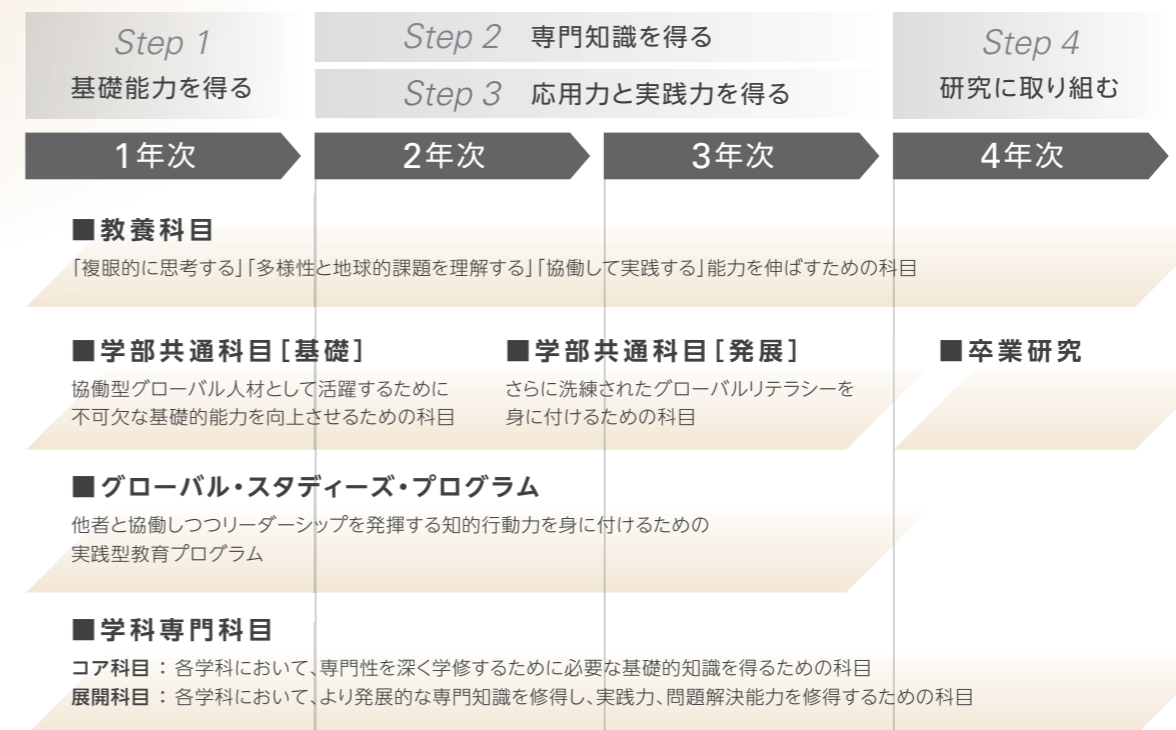 Step 1
基礎能力を得る
Step 2 専門知識を得る
Step 3 応用力と実践力を得る
Step 4
研究に取り組む
1年次
2年次
3年次
4年次
■教養科目
「複眼的に思考する」「多様性と地球的課題を理解する」「協働して実践する」能力を伸ばすための科目
■学部共通科目[基礎]
協働型グローバル人材として活躍するために
不可欠な基礎的能力を向上させるための科目
■学部共通科目[発展]
さらに洗練されたグローバルリテラシーを
身に付けるための科目
■卒業研究
■グローバル・スタディーズ・プログラム
他者と協働しつつリーダーシップを発揮する知的行動力を身に付けるための
実践型教育プログラム
■学科専門科目
コア科目：各学科において、専門性を深く学修するために必要な基礎的知識を得るための科目
展開科目：各学科において、より発展的な専門知識を修得し、実践力、問題解決能力を修得するための科目